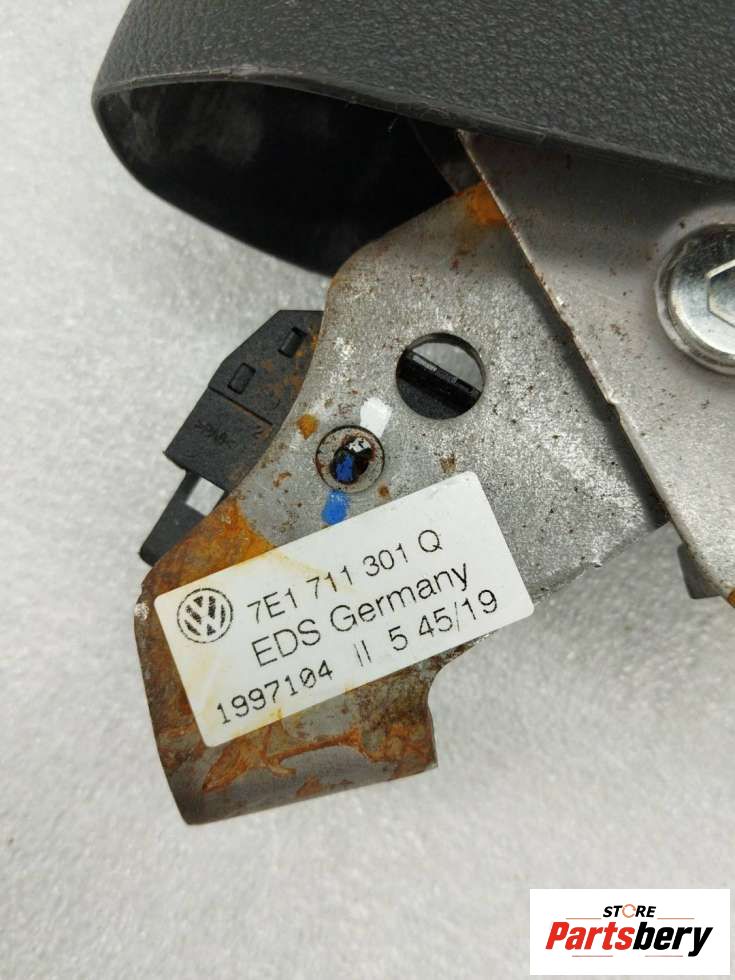 7E1 711 301 Q
EDS Germany
1997104 II 5 45/19
STORE
Partsbery